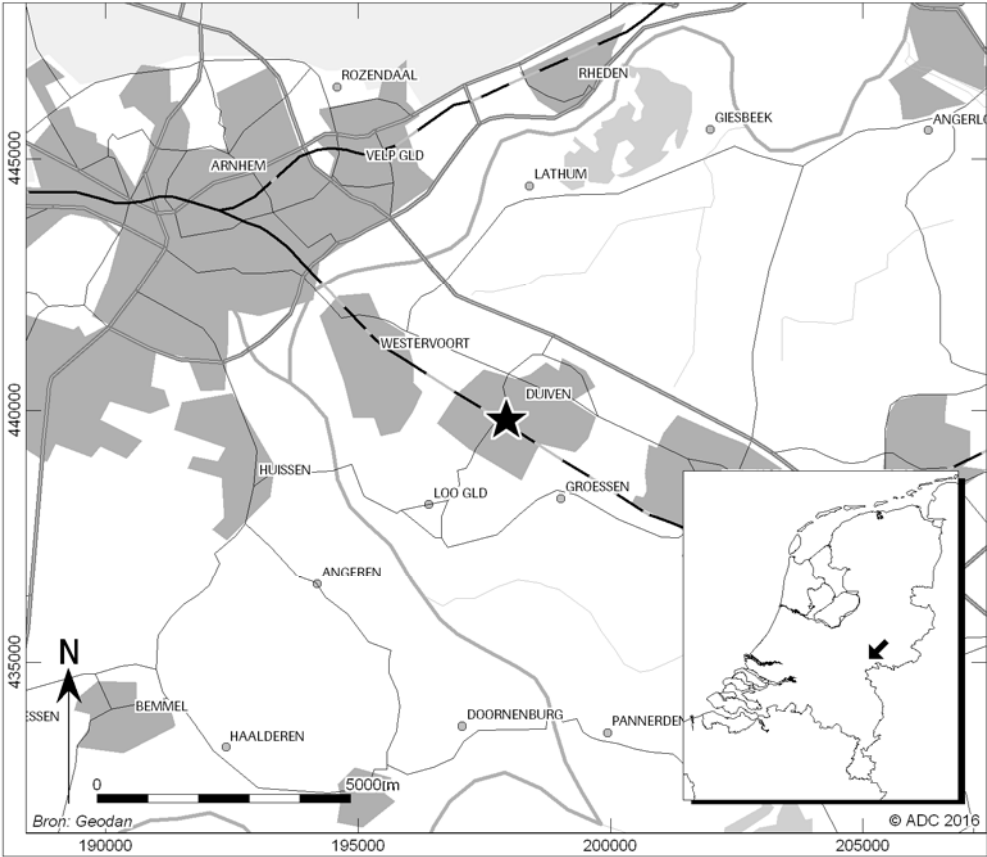 ROZENDAAL
RHEDEN
GIESBEEK
ANGERLO
445000
ARNHEM
VELP GLD
LATHUM
WESTERVOORT
DUIVEN
440000
HUISSEN
LOO GLD
GROESSEN
ANGEREN
N
435000
ESSEN
BEMMEL
DOORNENBURG
PANNERDEN
HAALDEREN
0
5000m
Bron: Geodan
© ADC 2016
190000
195000
200000
205000